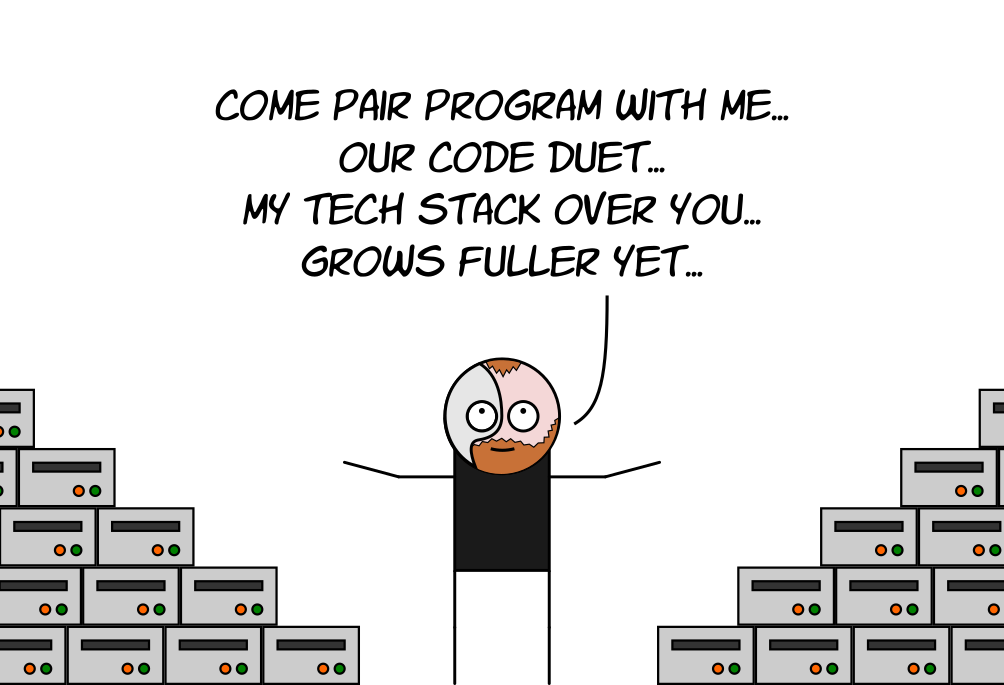 COME PAIR PROGRAM WITH ME...
OUR CODE DUET...
MY TECH STACK OVER YOU...
GROWS FULLER YET...